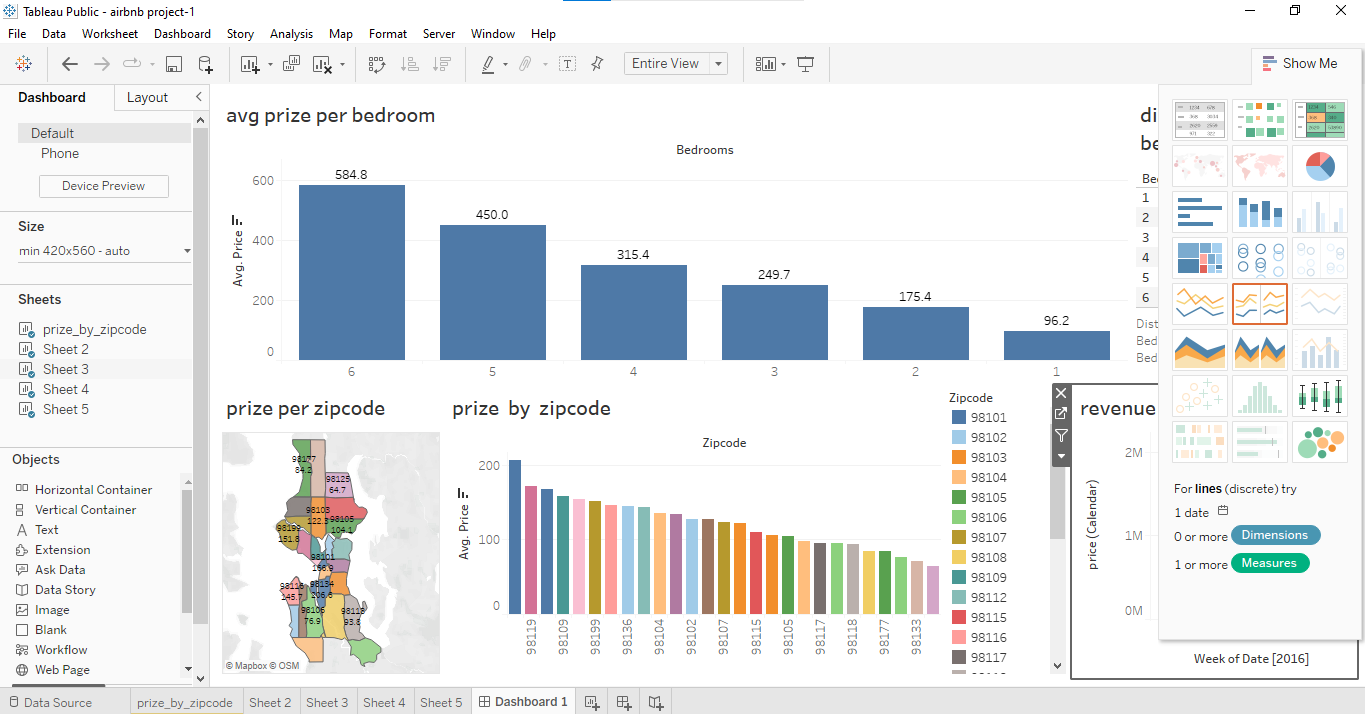 Tableau Public - airbnb project-1
File Data Worksheet Dashboard Story Analysis Map Format Server Window Help
Entire View
Show Me
Dashboard Layout
Default
Phone
Device Preview
Size
min 420x560 - auto
Sheets
prize_by_zipcode
Sheet 2
Sheet 3
Sheet 4
Sheet 5
Objects
Horizontal Container
Vertical Container
Text
Extension
Ask Data
Data Story
Image
Blank
Workflow
Web Page
avg prize per bedroom
Bedrooms
Avg. Price
600
400
200
0
584.8
450.0
315.4
249.7
175.4
96.2
6 5 4 3 2 1
di
be
Be
1
2
3
4
5
6
Dist
Bed
Bed
prize per zipcode
98177
84.2
98125
64.7
98103
122.3
98105
104.1
98199
151.8
98101
98134
206.6
98116
145.7
98106
76.9
98118
93.8
© Mapbox © OSM
prize by zipcode
Zipcode
Avg. Price
200
100
0
98119 98109 98199 98136 98104 98102 98107 98115 98105 98117 98118 98177 98133
Zipcode
98101
98102
98103
98104
98105
98106
98107
98108
98109
98112
98115
98116
98117
revenue
price (Calendar)
2M
1M
0M
Week of Date [2016]
For lines (discrete) try
1 date
0 or more Dimensions
1 or more Measures
Data Source prize_by_zipcode Sheet 2 Sheet 3 Sheet 4 Sheet 5 Dashboard 1